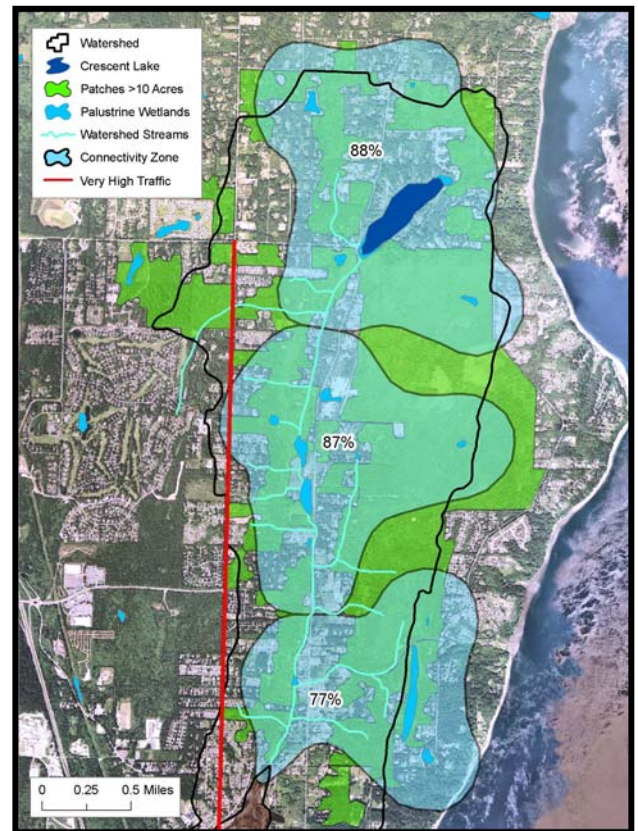 Watershed
Crescent Lake
Patches >10 Acres
Palustrine Wetlands
Watershed Streams
Connectivity Zone
Very High Traffic
88%
87%
77%
0 0.25 0.5 Miles